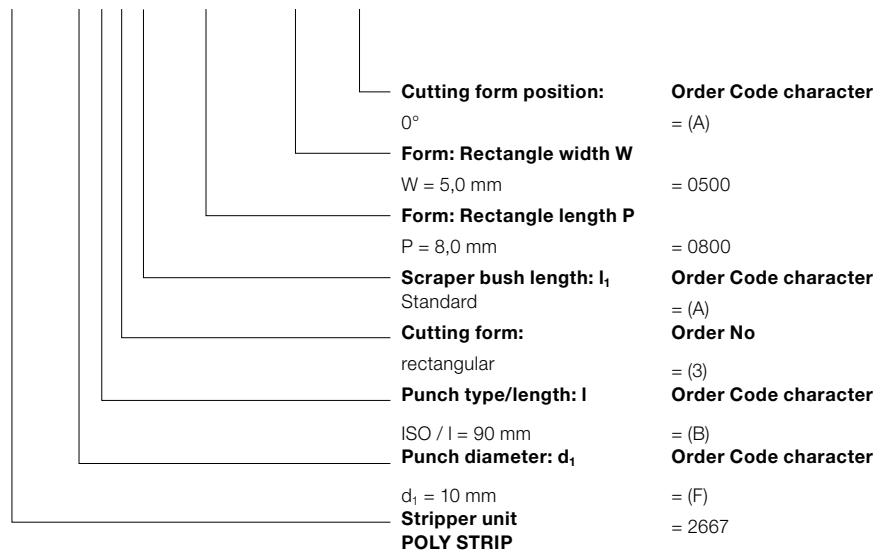 Cutting form position: Order Code character
0° = (A)
Form: Rectangle width W
W = 5,0 mm = 0500
Form: Rectangle length P
P = 8,0 mm = 0800
Scraper bush length: l₁ Order Code character
Standard = (A)
Cutting form: Order No
rectangular = (3)
Punch type/length: l Order Code character
ISO / l = 90 mm = (B)
Punch diameter: d₁ Order Code character
d₁ = 10 mm = (F)
Stripper unit = 2667
POLY STRIP